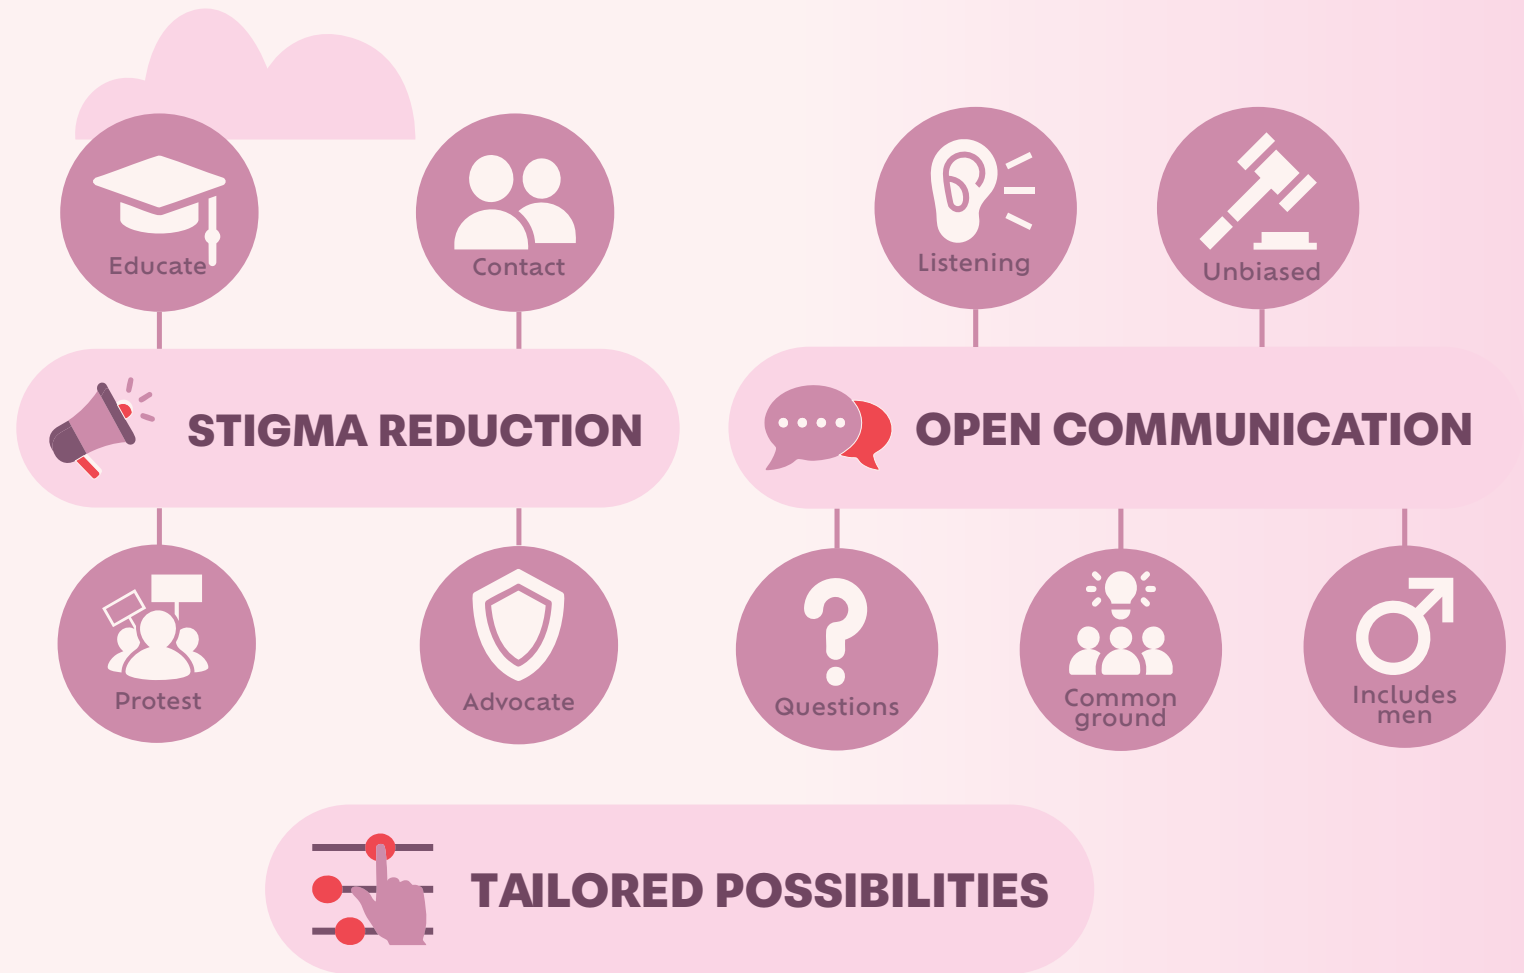 Educate
Contact
STIGMA REDUCTION
Protest
Advocate
Listening
Unbiased
OPEN COMMUNICATION
Questions
Common
ground
Includes
men
TAILORED POSSIBILITIES